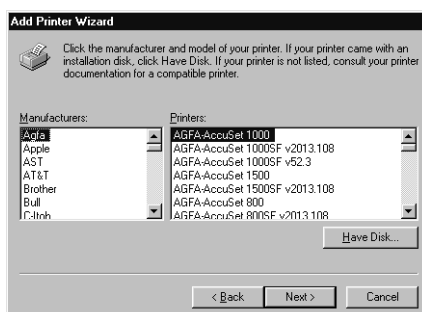 Add Printer Wizard
Click the manufacturer and model of your printer. If your printer came with an
installation disk, click Have Disk. If your printer is not listed, consult your printer
documentation for a compatible printer.
Manufacturers:
Agfa
Apple
AST
AT&T
Brother
Bull
C-Itoh
Printers:
AGFA-AccuSet 1000
AGFA-AccuSet 1000SF v2013.108
AGFA-AccuSet 1000SF v52.3
AGFA-AccuSet 1500
AGFA-AccuSet 1500SF v2013.108
AGFA-AccuSet 800
AGFA-AccuSet 800SF v2013.108
Have Disk...
< Back
Next >
Cancel